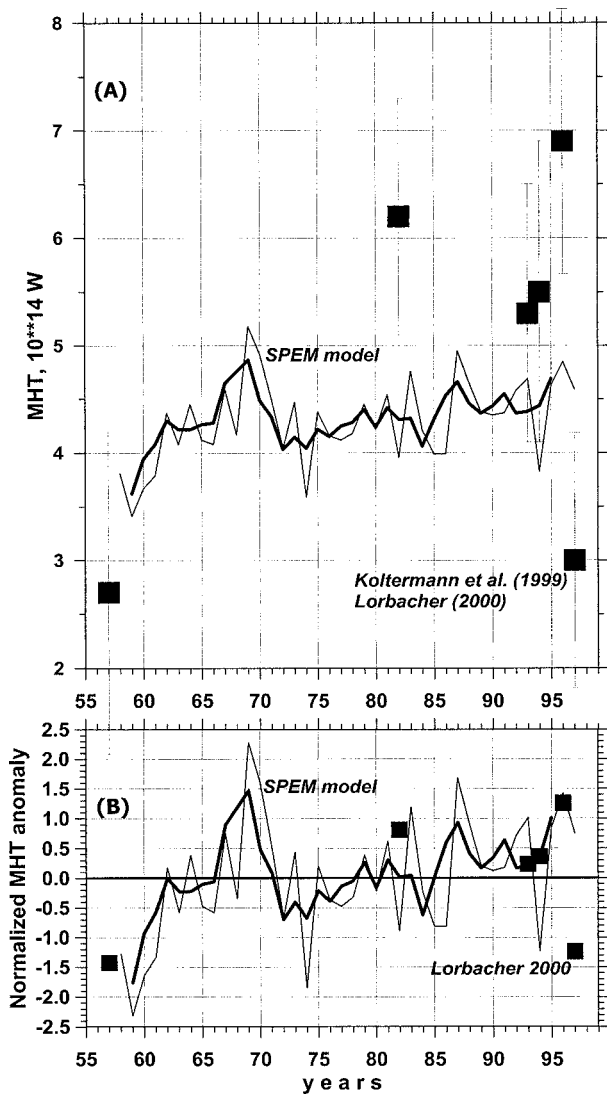 8
(A)
7
6
5
4
3
2
MHT, 10**14 W
SPEM model
Koltermann et al. (1999)
Lorbacher (2000)
55 60 65 70 75 80 85 90 95
2.5
2.0
1.5
1.0
0.5
0.0
-0.5
-1.0
-1.5
-2.0
-2.5
Normalized MHT anomaly
SPEM model
(B)
Lorbacher 2000
55 60 65 70 75 80 85 90 95
years